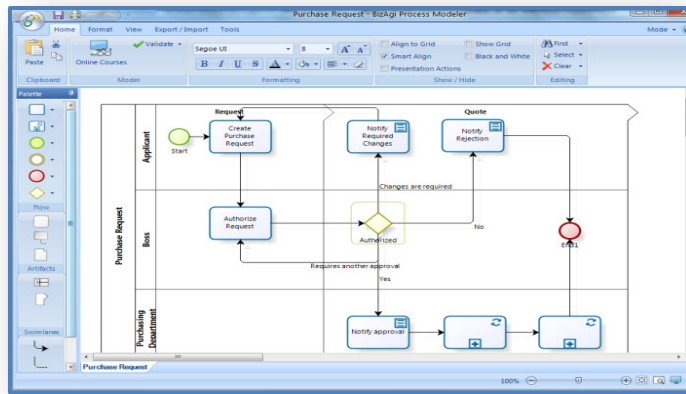 Purchase Request - BizAgi Process Modeler
Home Format View Export / Import Tools
Mode
Paste
Clipboard
Online Courses
Validate
Model
Segoe UI 8 A A
B I U S A
Formatting
Align to Grid
Smart Align
Presentation Actions
Show Grid
Black and White
Show / Hide
Find
Select
Clear
Editing
Palette
Flow
Artifacts
Swimlanes
Purchase Request
Applicant
Boss
Purchasing
Department
Request
Quote
Start
Create
Purchase
Request
Notify
Required
Changes
Notify
Rejection
Changes are required
Authorize
Request
Authorized
No
End1
Requires another approval
Yes
Notify approval
Purchase Request
100%